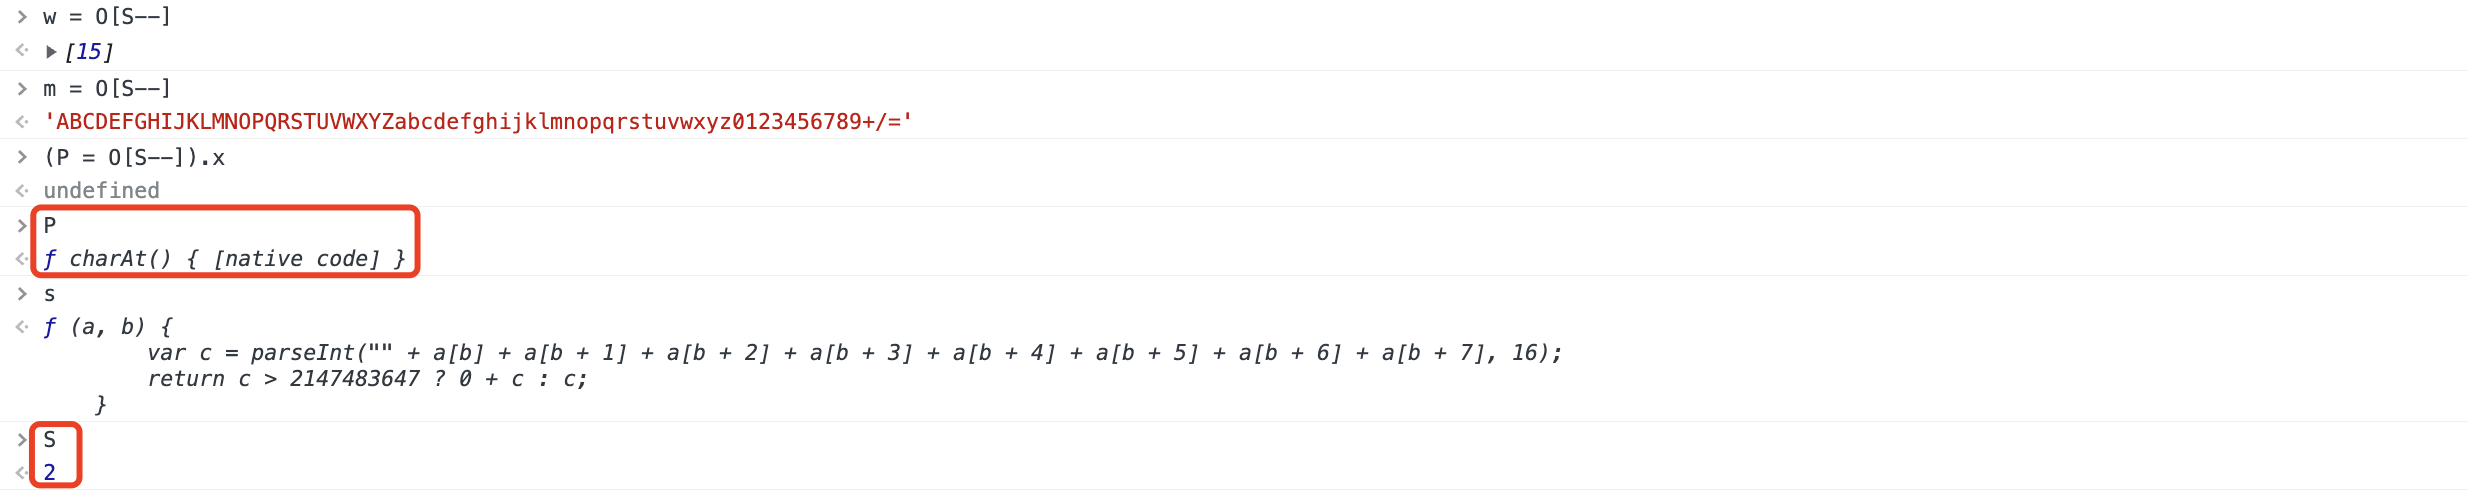 > w = O[S--]
<· ▶[15]
> m = O[S--]
<· 'ABCDEFGHIJKLMNOPQRSTUVWXYZabcdefghijklmnopqrstuvwxyz0123456789+/='
> (P = O[S--]).x
<· undefined
> P
<· ƒ charAt() { [native code] }
> s
<· ƒ (a, b) {
        var c = parseInt("" + a[b] + a[b + 1] + a[b + 2] + a[b + 3] + a[b + 4] + a[b + 5] + a[b + 6] + a[b + 7], 16);
        return c > 2147483647 ? 0 + c : c;
    }
> S
<· 2